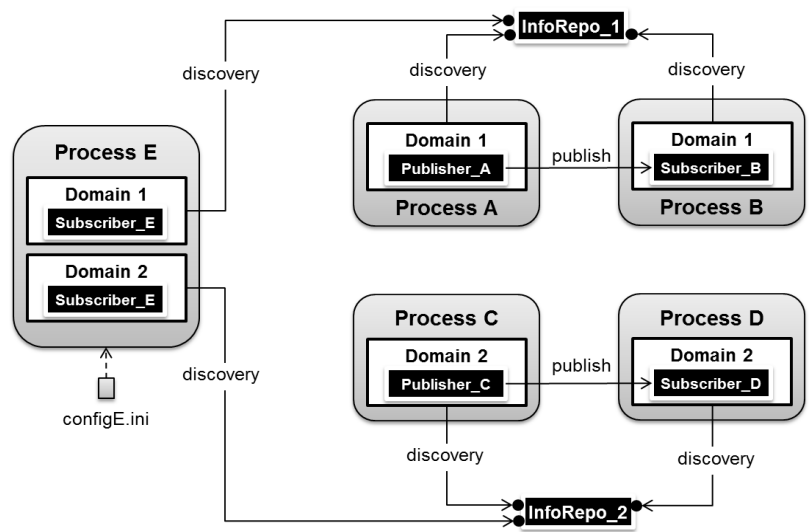 InfoRepo_1
discovery
discovery
discovery
Process E
Domain 1
Subscriber_E
Domain 2
Subscriber_E
configE.ini
Domain 1
Publisher_A
Process A
publish
Domain 1
Subscriber_B
Process B
Process C
Domain 2
Publisher_C
publish
Process D
Domain 2
Subscriber_D
discovery
discovery
discovery
InfoRepo_2